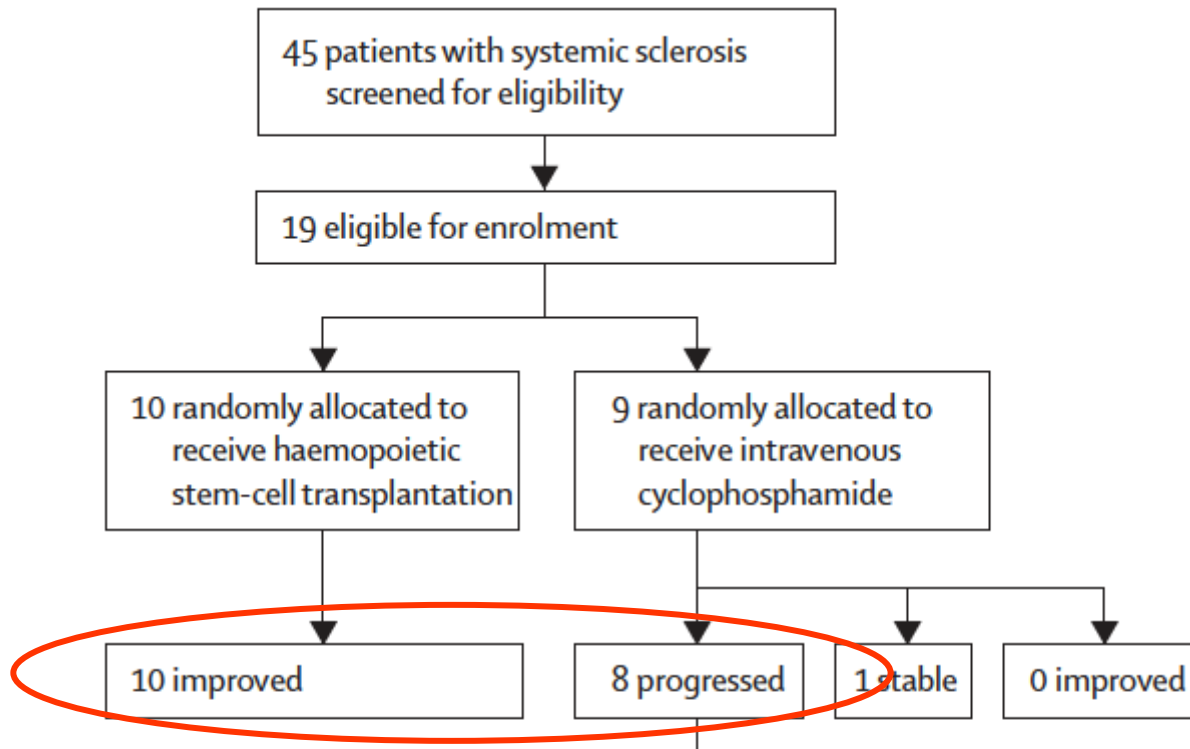 45 patients with systemic sclerosis
screened for eligibility
19 eligible for enrolment
10 randomly allocated to
receive haemopoietic
stem-cell transplantation
9 randomly allocated to
receive intravenous
cyclophosphamide
10 improved
8 progressed
1 stable
0 improved